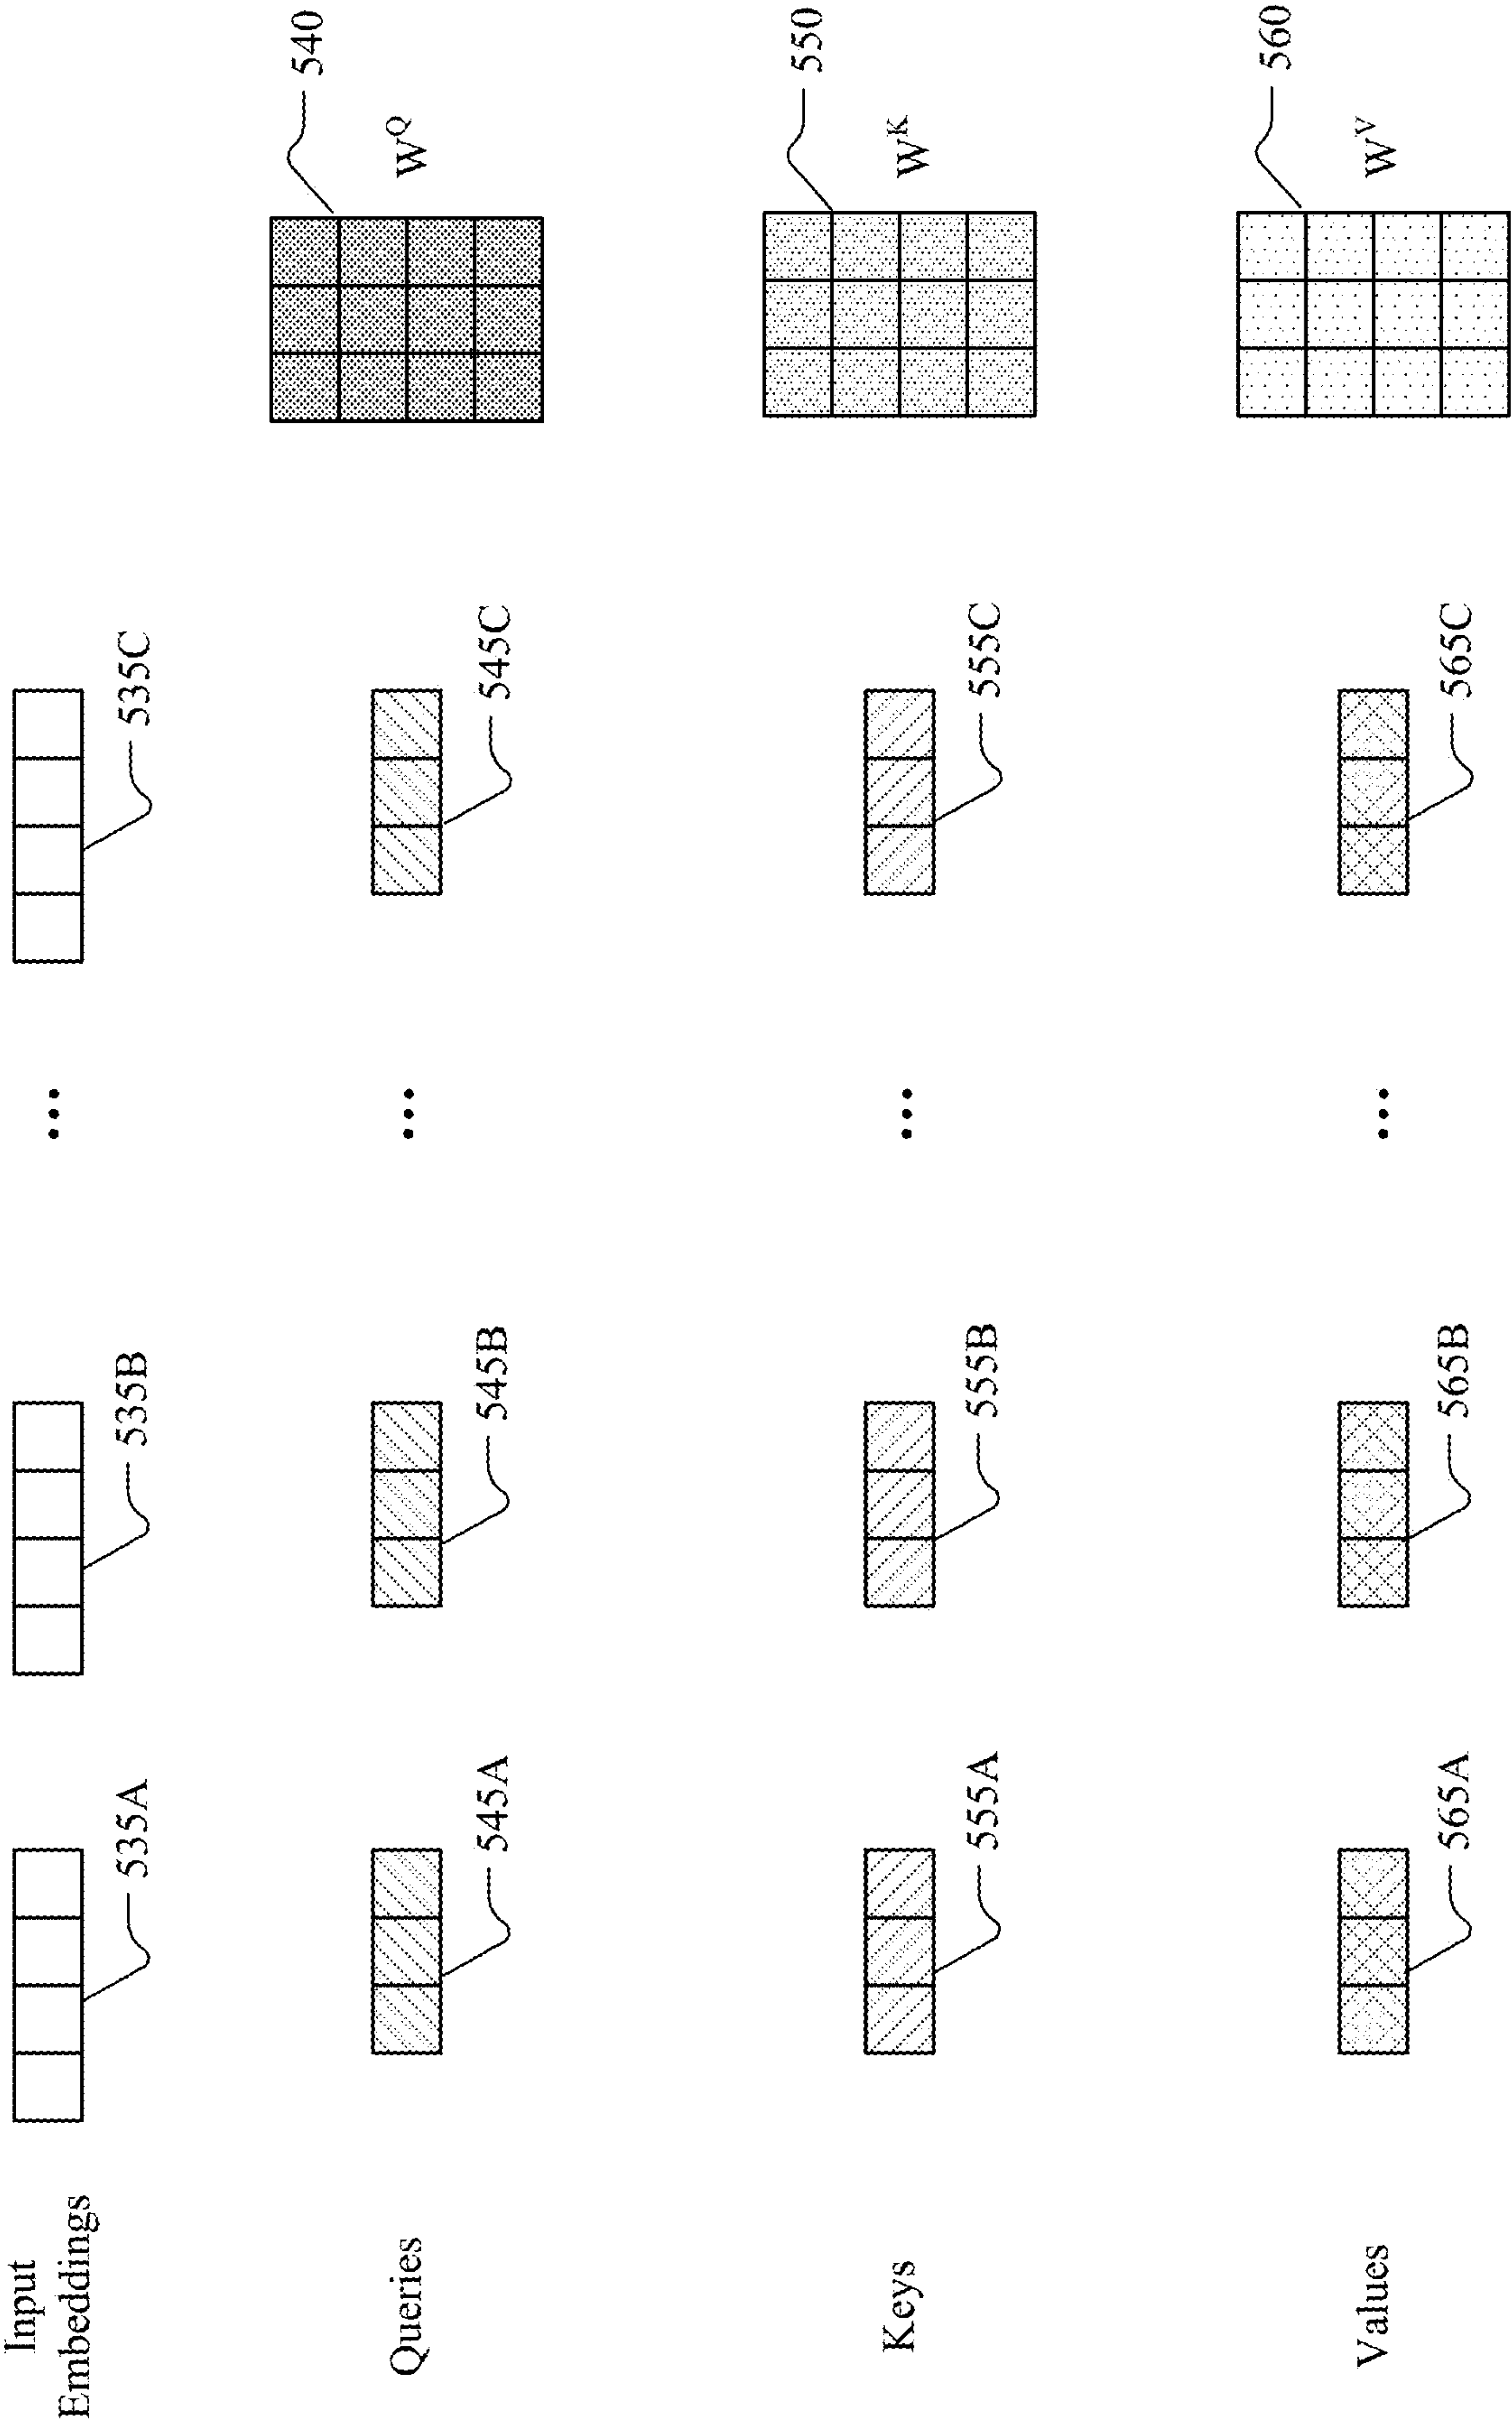 Input
Embeddings
535A
535B
...
535C
Queries
545A
545B
...
545C
540
W^Q
Keys
555A
555B
...
555C
550
W^K
Values
565A
565B
...
565C
560
W^V